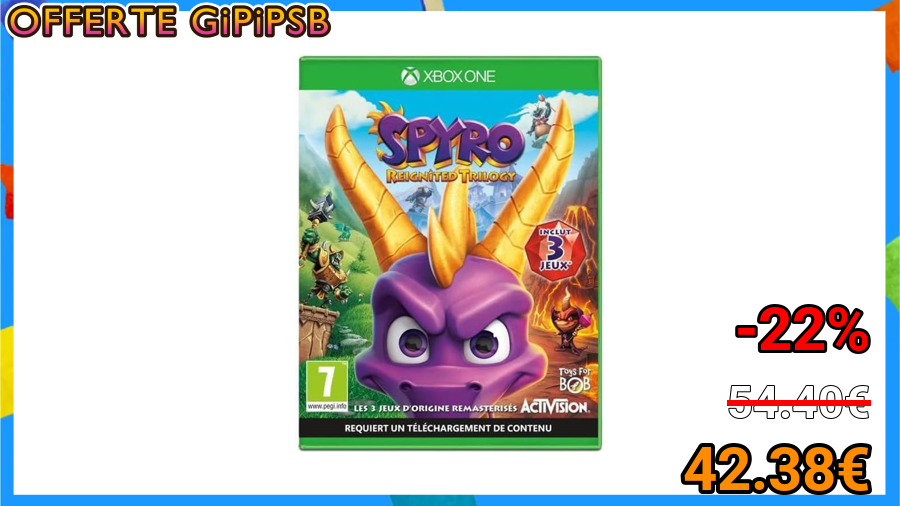 OFFERTE GiPiPSB
XBOX ONE
SPYRO
REIGNITED TRILOGY
INCLUT
3
JEUX*
-22%
54.40€
42.38€
7
www.pegi.info
TOYS FOR
BOB
LES 3 JEUX D'ORIGINE REMASTERISÉS ACTIVISION
REQUIERT UN TÉLÉCHARGEMENT DE CONTENU